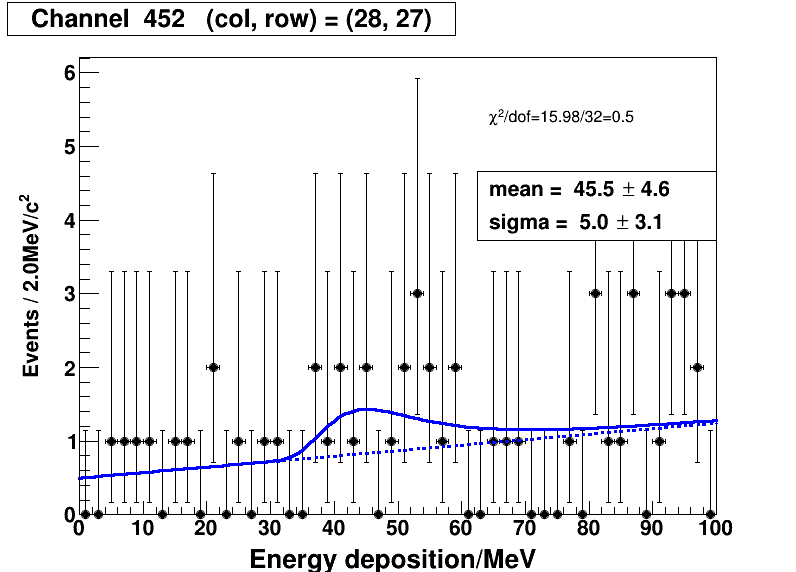 Channel 452 (col, row) = (28, 27)
χ²/dof=15.98/32=0.5
mean = 45.5 ± 4.6
sigma = 5.0 ± 3.1
Events / 2.0MeV/c²
6
5
4
3
2
1
0
0 10 20 30 40 50 60 70 80 90 100
Energy deposition/MeV